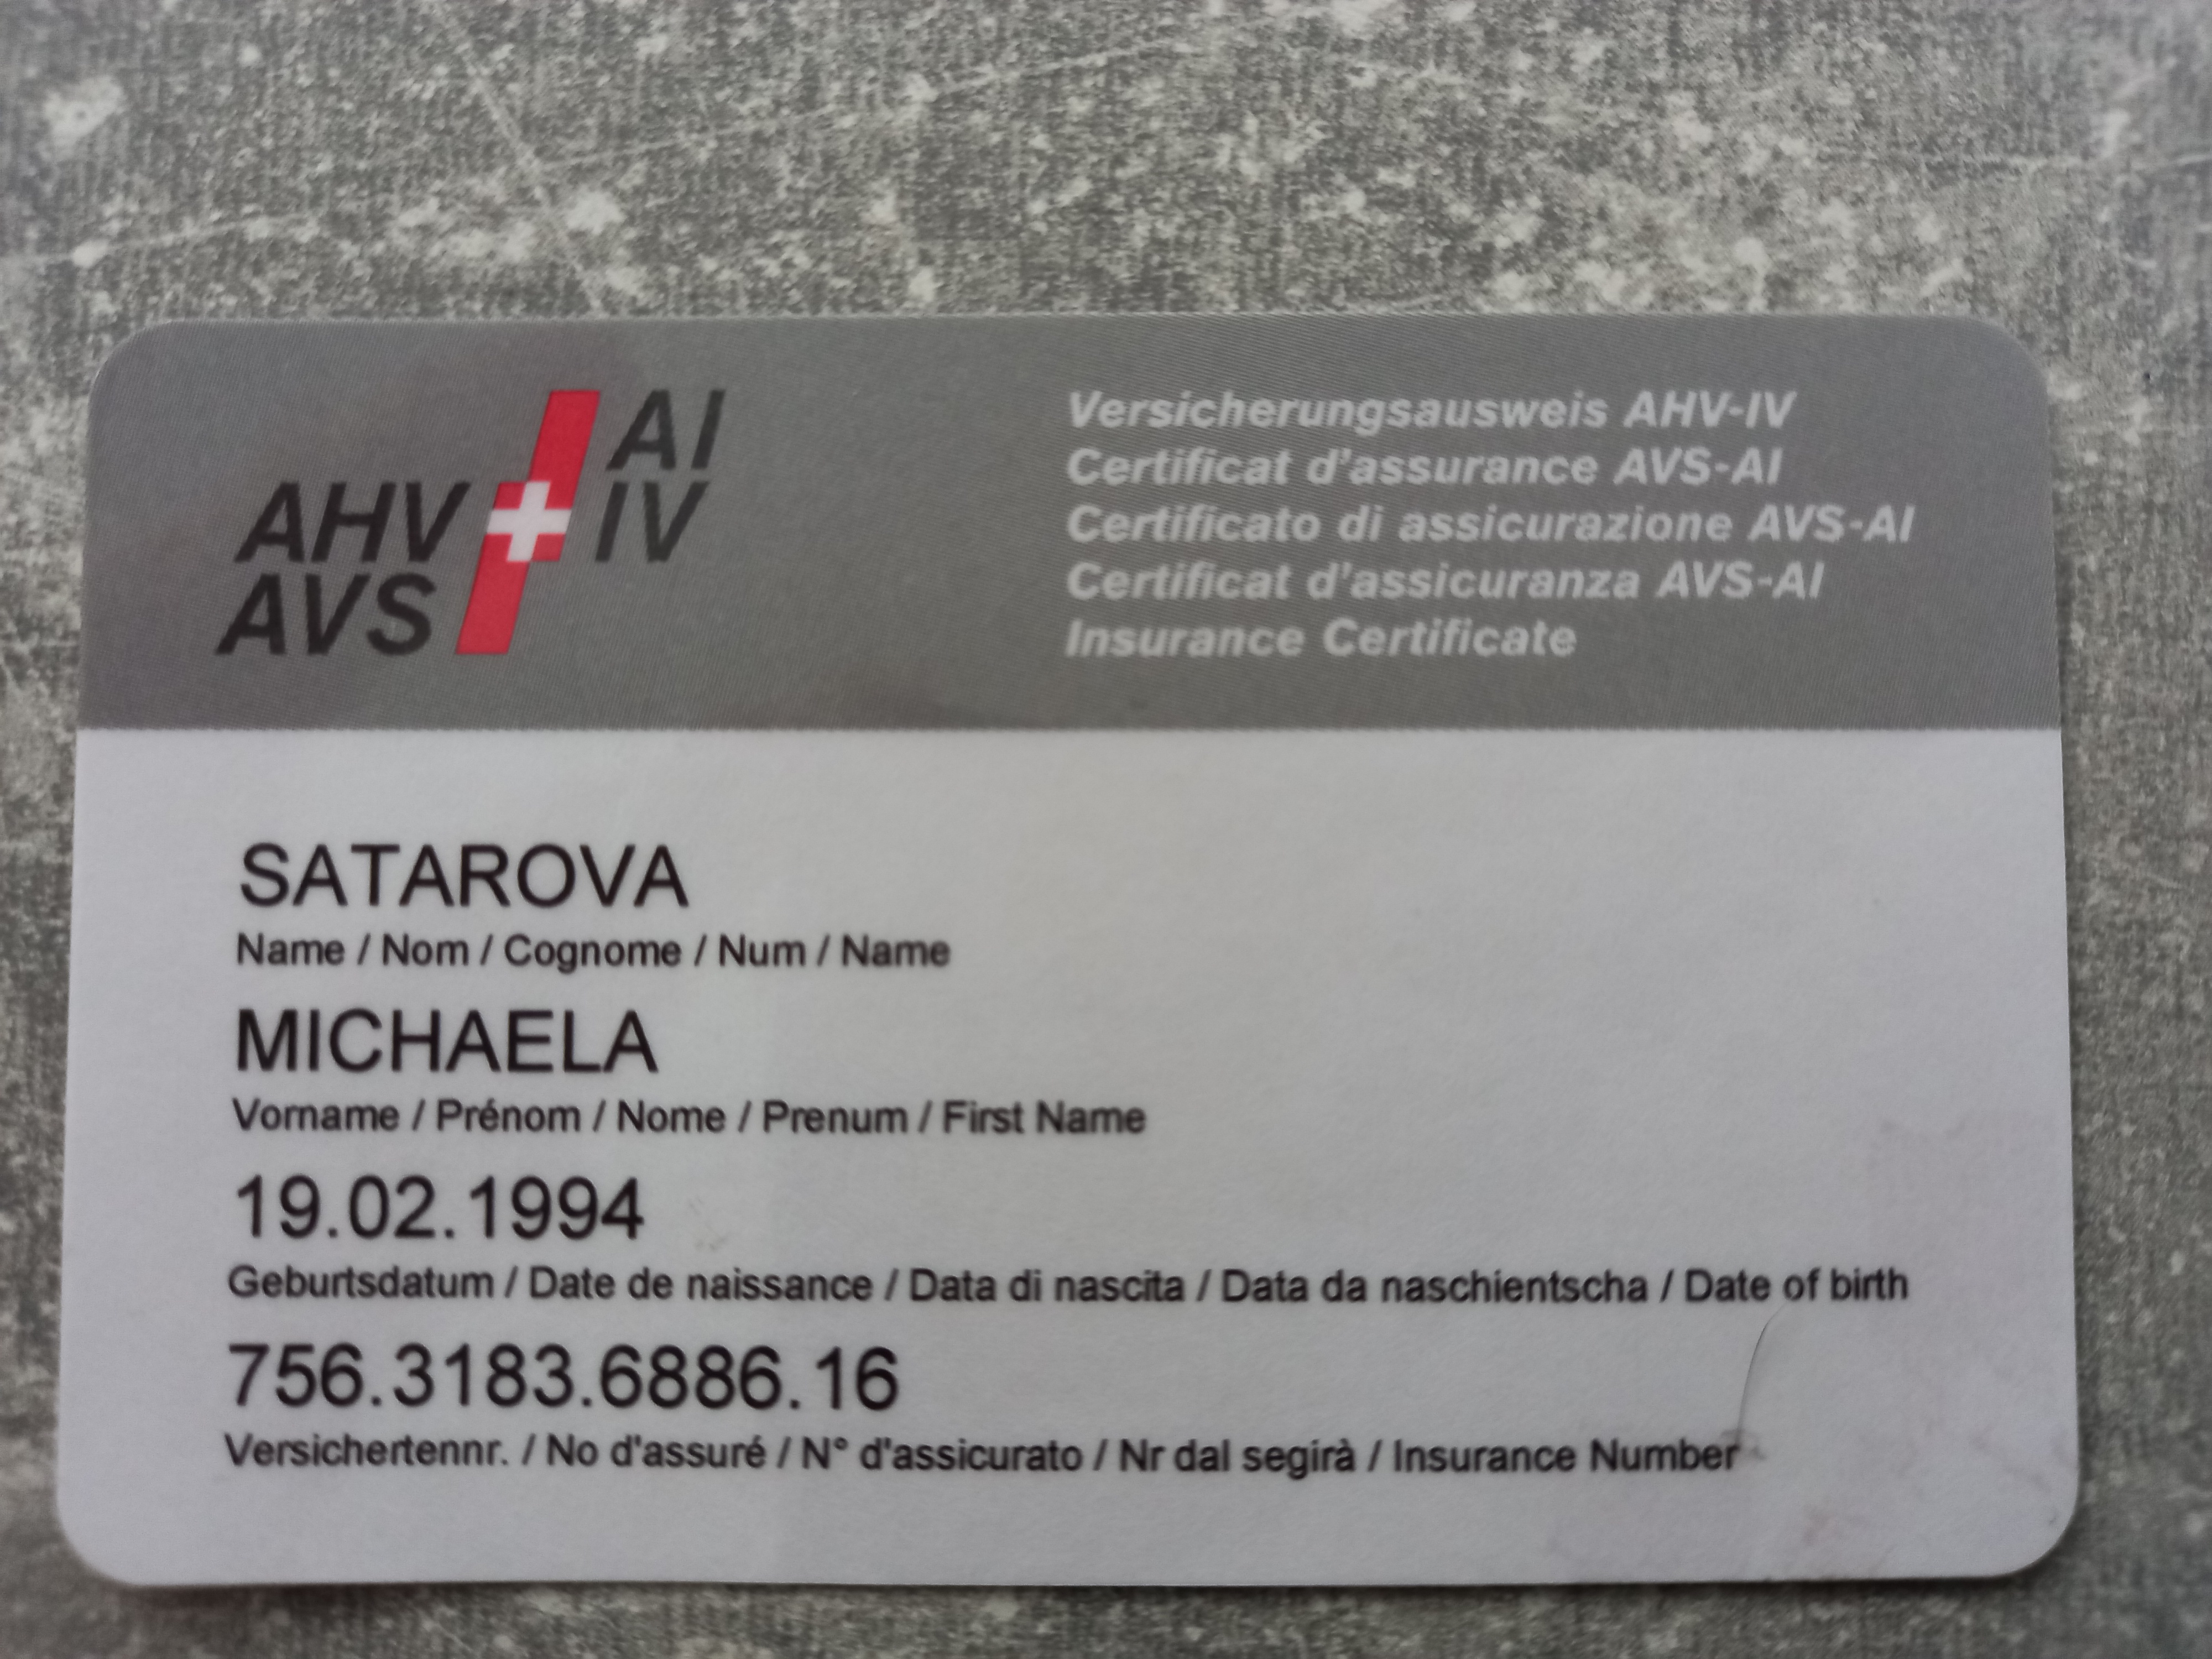 AHV AI
AVS IV
Versicherungsausweis AHV-IV
Certificat d'assurance AVS-AI
Certificato di assicurazione AVS-AI
Certificat d'assicuranza AVS-AI
Insurance Certificate
SATAROVA
Name / Nom / Cognome / Num / Name
MICHAELA
Vorname / Prénom / Nome / Prenum / First Name
19.02.1994
Geburtsdatum / Date de naissance / Data di nascita / Data da naschientscha / Date of birth
756.3183.6886.16
Versichertennr. / No d'assuré / N° d'assicurato / Nr dal segirà / Insurance Number